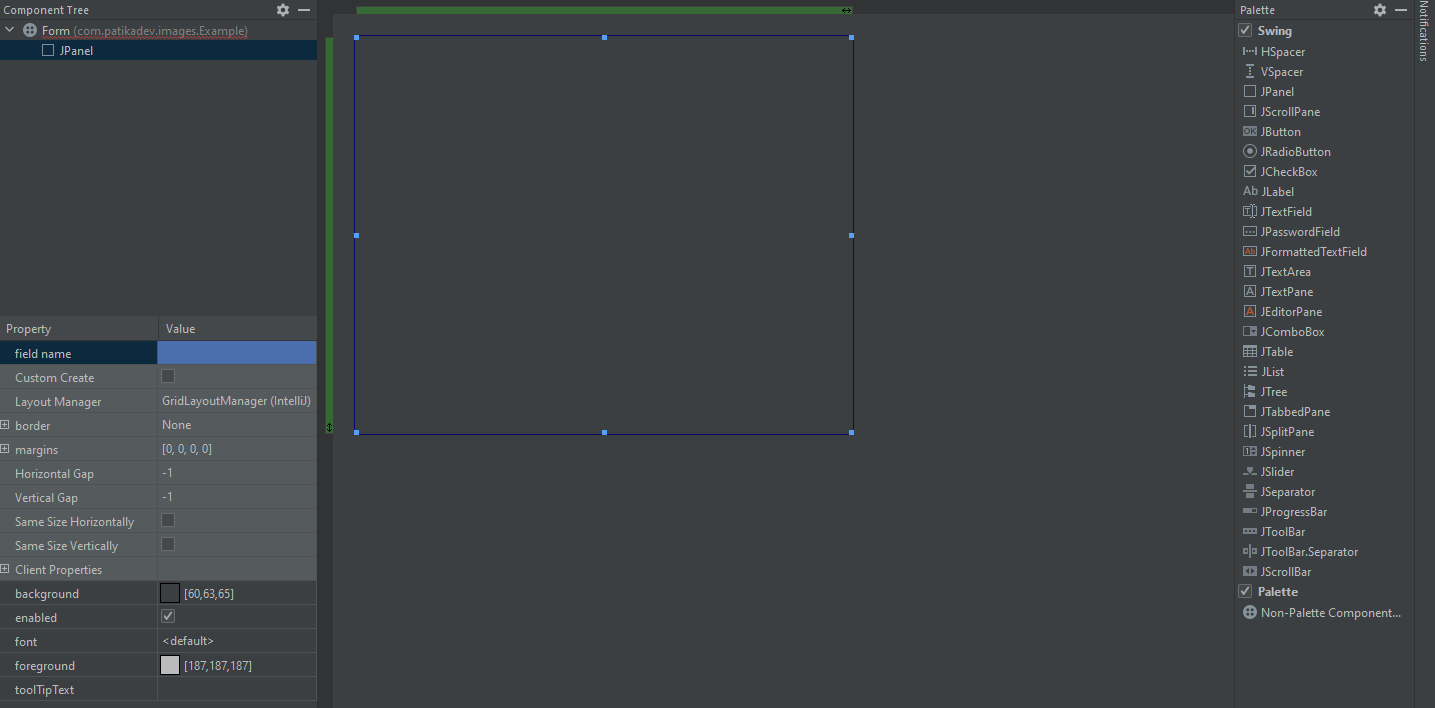 Component Tree
Form (com.patikadev.images.Example)
JPanel
Property Value
field name
Custom Create
Layout Manager GridLayoutManager (IntelliJ)
border None
margins [0, 0, 0, 0]
Horizontal Gap -1
Vertical Gap -1
Same Size Horizontally
Same Size Vertically
Client Properties
background [60,63,65]
enabled
font <default>
foreground [187,187,187]
toolTipText
Palette
Swing
HSpacer
VSpacer
JPanel
JScrollPane
OK JButton
JRadioButton
JCheckBox
Ab JLabel
T JTextField
JPasswordField
Ab JFormattedTextField
T JTextArea
A JTextPane
A JEditorPane
JComboBox
JTable
JList
JTree
JTabbedPane
JSplitPane
1 JSpinner
JSlider
JSeparator
JProgressBar
JToolBar
JToolBar.Separator
JScrollBar
Palette
Non-Palette Component...
Notifications